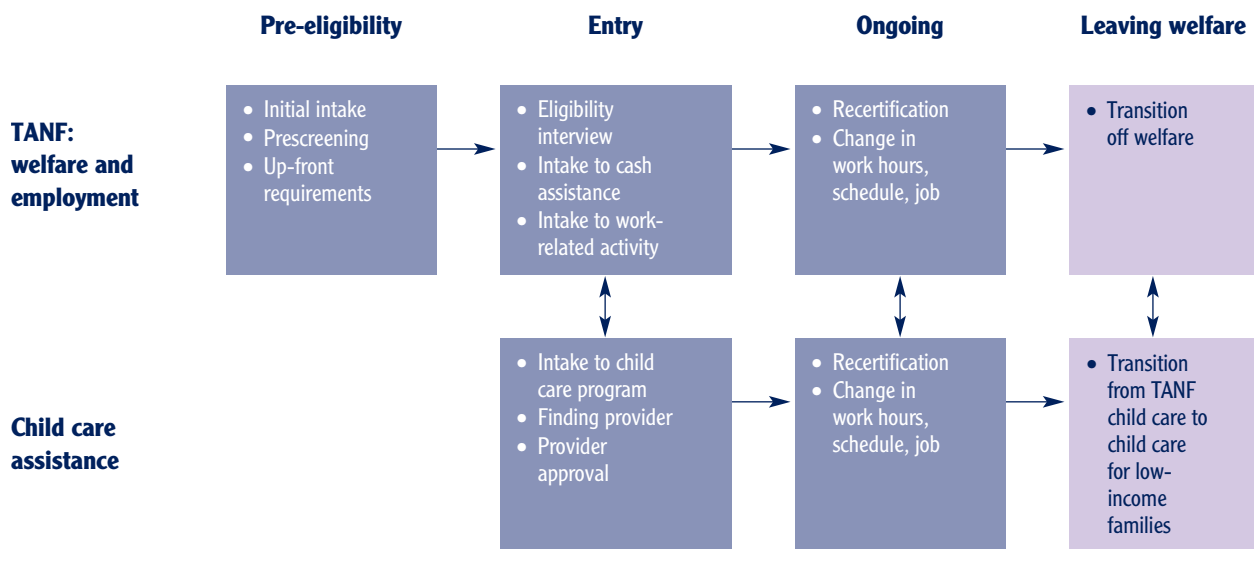 Pre-eligibility
Entry
Ongoing
Leaving welfare
TANF:
welfare and
employment
• Initial intake
• Prescreening
• Up-front
requirements
• Eligibility
interview
• Intake to cash
assistance
• Intake to work-
related activity
• Recertification
• Change in
work hours,
schedule, job
• Transition
off welfare
Child care
assistance
• Intake to child
care program
• Finding provider
• Provider
approval
• Recertification
• Change in
work hours,
schedule, job
• Transition
from TANF
child care to
child care
for low-
income
families